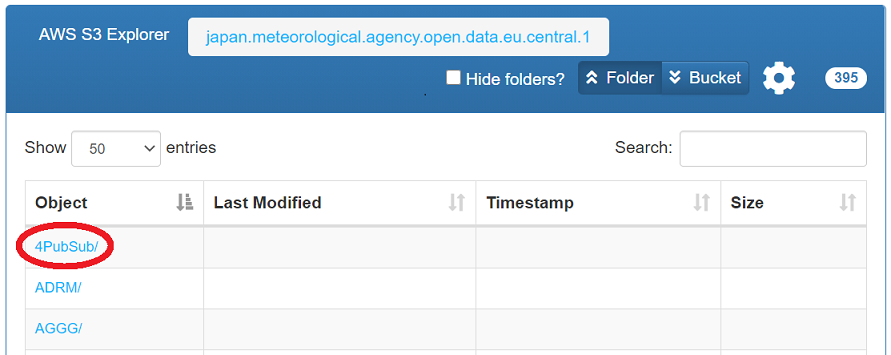 AWS S3 Explorer
japan.meteorological.agency.open.data.eu.central.1
Hide folders? Folder Bucket 395
Show 50 entries Search:
Object Last Modified Timestamp Size
4PubSub/
ADRM/
AGGG/